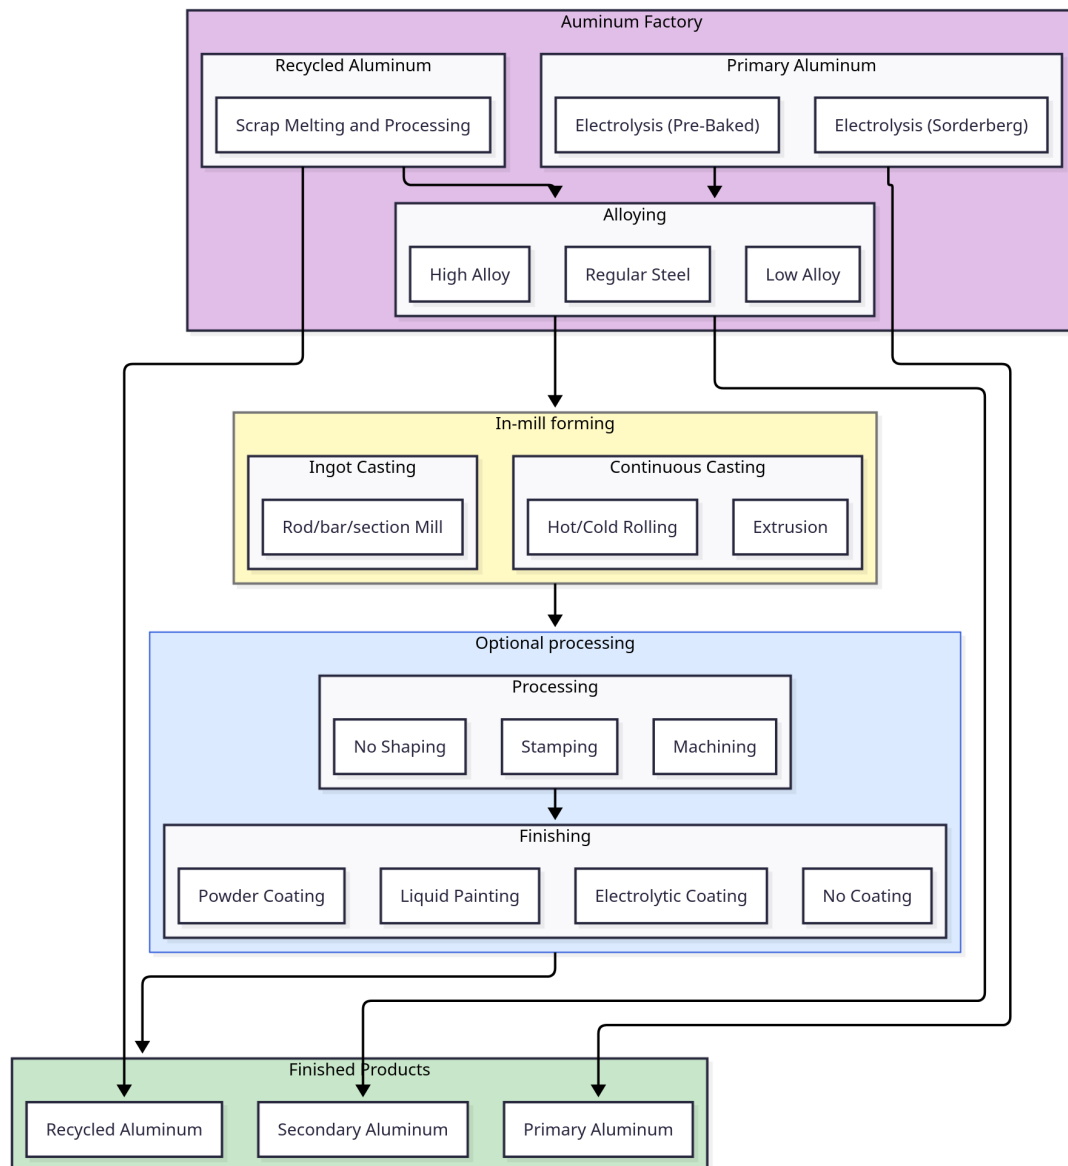 Auminum Factory
Recycled Aluminum
Primary Aluminum
Scrap Melting and Processing
Electrolysis (Pre-Baked)
Electrolysis (Sorderberg)
Alloying
High Alloy
Regular Steel
Low Alloy
In-mill forming
Ingot Casting
Continuous Casting
Rod/bar/section Mill
Hot/Cold Rolling
Extrusion
Optional processing
Processing
No Shaping
Stamping
Machining
Finishing
Powder Coating
Liquid Painting
Electrolytic Coating
No Coating
Finished Products
Recycled Aluminum
Secondary Aluminum
Primary Aluminum